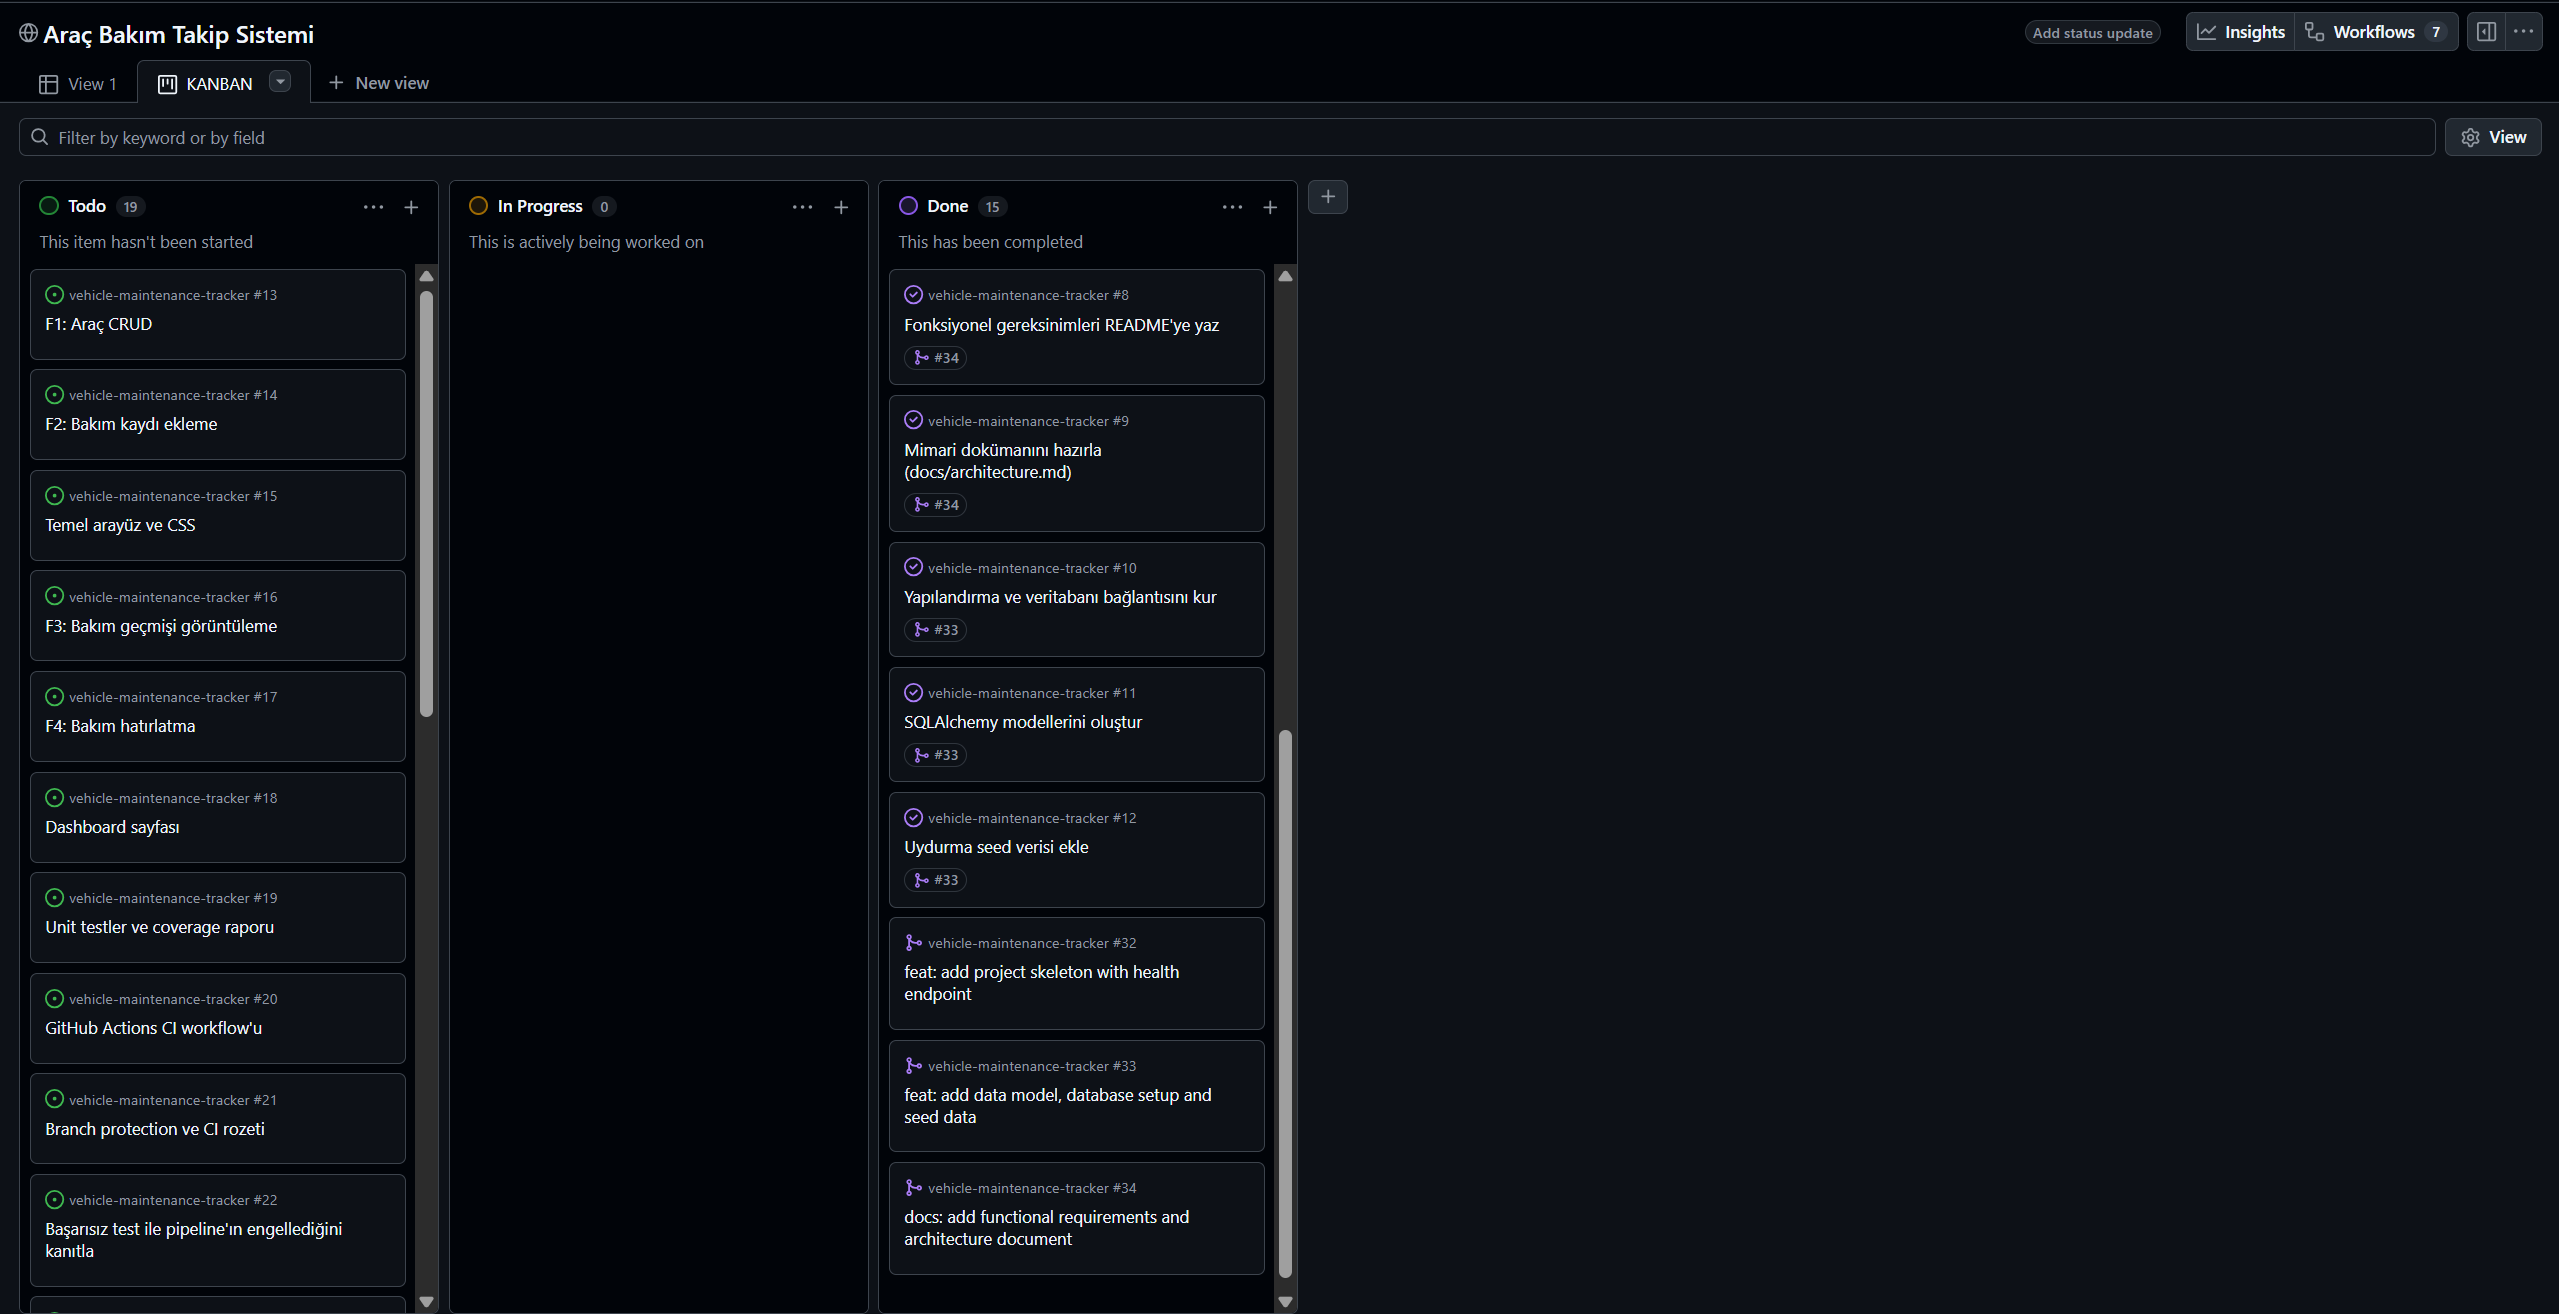 Araç Bakım Takip Sistemi
Add status update
Insights
Workflows 7
View 1
KANBAN
New view
Filter by keyword or by field
View
Todo 19
This item hasn't been started
vehicle-maintenance-tracker #13
F1: Araç CRUD
vehicle-maintenance-tracker #14
F2: Bakım kaydı ekleme
vehicle-maintenance-tracker #15
Temel arayüz ve CSS
vehicle-maintenance-tracker #16
F3: Bakım geçmişi görüntüleme
vehicle-maintenance-tracker #17
F4: Bakım hatırlatma
vehicle-maintenance-tracker #18
Dashboard sayfası
vehicle-maintenance-tracker #19
Unit testler ve coverage raporu
vehicle-maintenance-tracker #20
GitHub Actions CI workflow'u
vehicle-maintenance-tracker #21
Branch protection ve CI rozeti
vehicle-maintenance-tracker #22
Başarısız test ile pipeline'ın engellediğini
kanıtla
In Progress 0
This is actively being worked on
Done 15
This has been completed
vehicle-maintenance-tracker #8
Fonksiyonel gereksinimleri README'ye yaz
#34
vehicle-maintenance-tracker #9
Mimari dokümanını hazırla
(docs/architecture.md)
#34
vehicle-maintenance-tracker #10
Yapılandırma ve veritabanı bağlantısını kur
#33
vehicle-maintenance-tracker #11
SQLAlchemy modellerini oluştur
#33
vehicle-maintenance-tracker #12
Uydurma seed verisi ekle
#33
vehicle-maintenance-tracker #32
feat: add project skeleton with health
endpoint
vehicle-maintenance-tracker #33
feat: add data model, database setup and
seed data
vehicle-maintenance-tracker #34
docs: add functional requirements and
architecture document